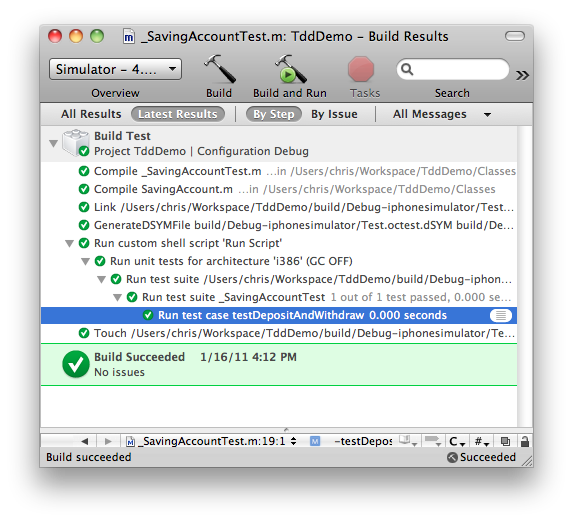 _SavingAccountTest.m: TddDemo – Build Results
Simulator – 4....
Overview
Build
Build and Run
Tasks
Search
All Results
Latest Results
By Step
By Issue
All Messages
Build Test
Project TddDemo | Configuration Debug
Compile _SavingAccountTest.m ...in /Users/chris/Workspace/TddDemo/Classes
Compile SavingAccount.m ...in /Users/chris/Workspace/TddDemo/Classes
Link /Users/chris/Workspace/TddDemo/build/Debug-iphonesimulator/Test...
GenerateDSYMFile build/Debug-iphonesimulator/Test.octest.dSYM build/De...
Run custom shell script 'Run Script'
Run unit tests for architecture 'i386' (GC OFF)
Run test suite /Users/chris/Workspace/TddDemo/build/Debug-iphon...
Run test suite _SavingAccountTest 1 out of 1 test passed, 0.000 se...
Run test case testDepositAndWithdraw 0.000 seconds
Touch /Users/chris/Workspace/TddDemo/build/Debug-iphonesimulator/Te...
Build Succeeded 1/16/11 4:12 PM
No issues
_SavingAccountTest.m:19:1 M -testDepos C #
Build succeeded
Succeeded